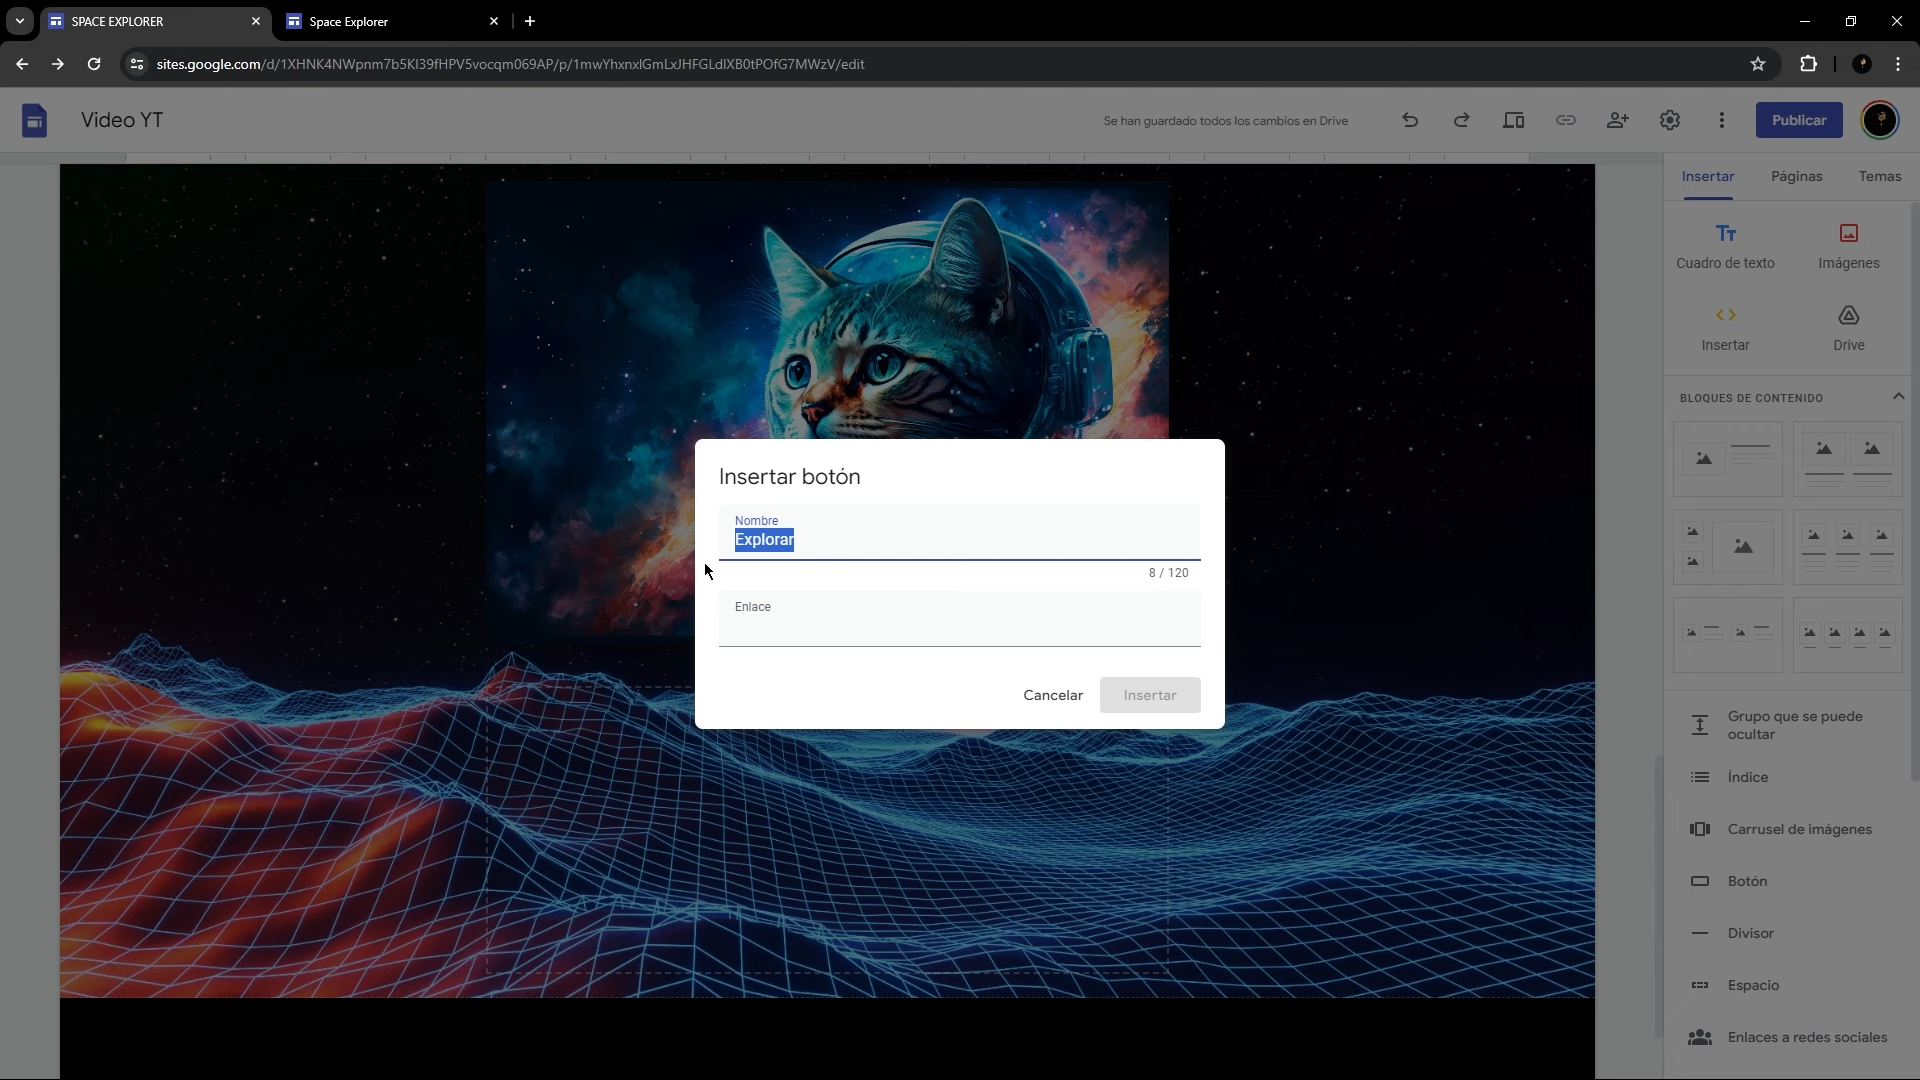 SPACE EXPLORER
Space Explorer
sites.google.com/d/1XHNK4NWpnm7b5KI39fHPV5vocqm069AP/p/1mwYhxnxIGmLxJHFGLdIXB0tPOfG7MWzV/edit
Video YT
Se han guardado todos los cambios en Drive
Publicar
Insertar
Páginas
Temas
Cuadro de texto
Imágenes
Insertar
Drive
BLOQUES DE CONTENIDO
Insertar botón
Nombre
Explorar
8 / 120
Enlace
Cancelar
Insertar
Grupo que se puede
ocultar
Índice
Carrusel de imágenes
Botón
Divisor
Espacio
Enlaces a redes sociales